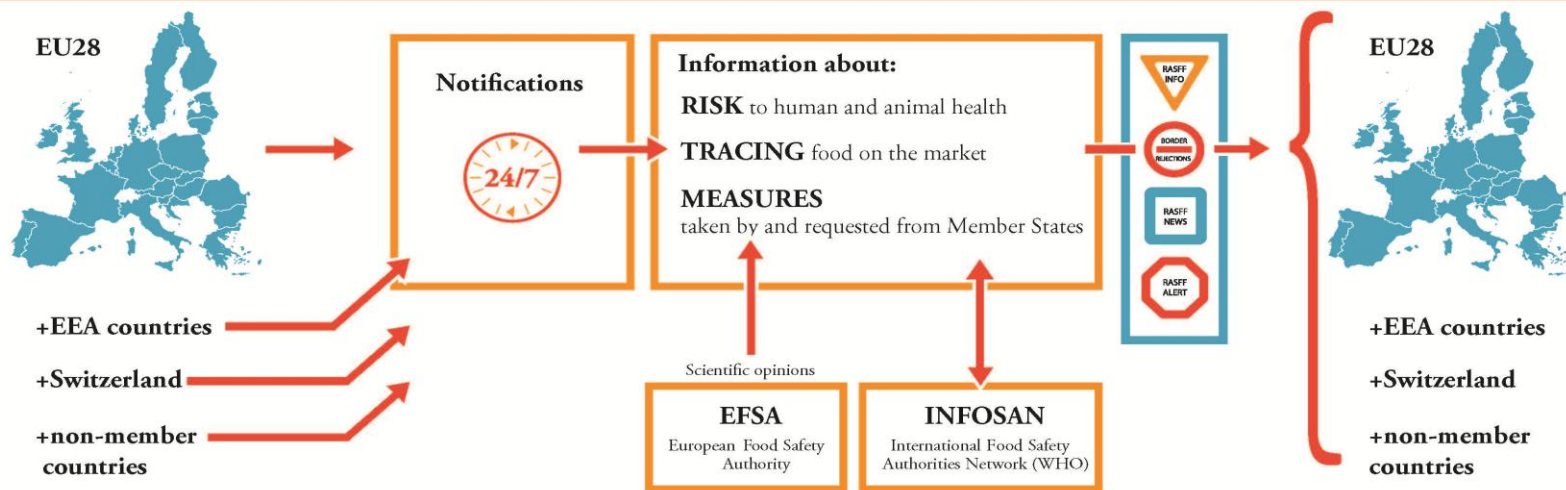 EU28
+EEA countries
+Switzerland
+non-member
countries
Notifications
24/7
Information about:
RISK to human and animal health
TRACING food on the market
MEASURES
taken by and requested from Member States
Scientific opinions
EFSA
European Food Safety
Authority
INFOSAN
International Food Safety
Authorities Network (WHO)
RASFF
INFO
BORDER
REJECTIONS
RASFF
NEWS
RASFF
ALERT
EU28
+EEA countries
+Switzerland
+non-member
countries